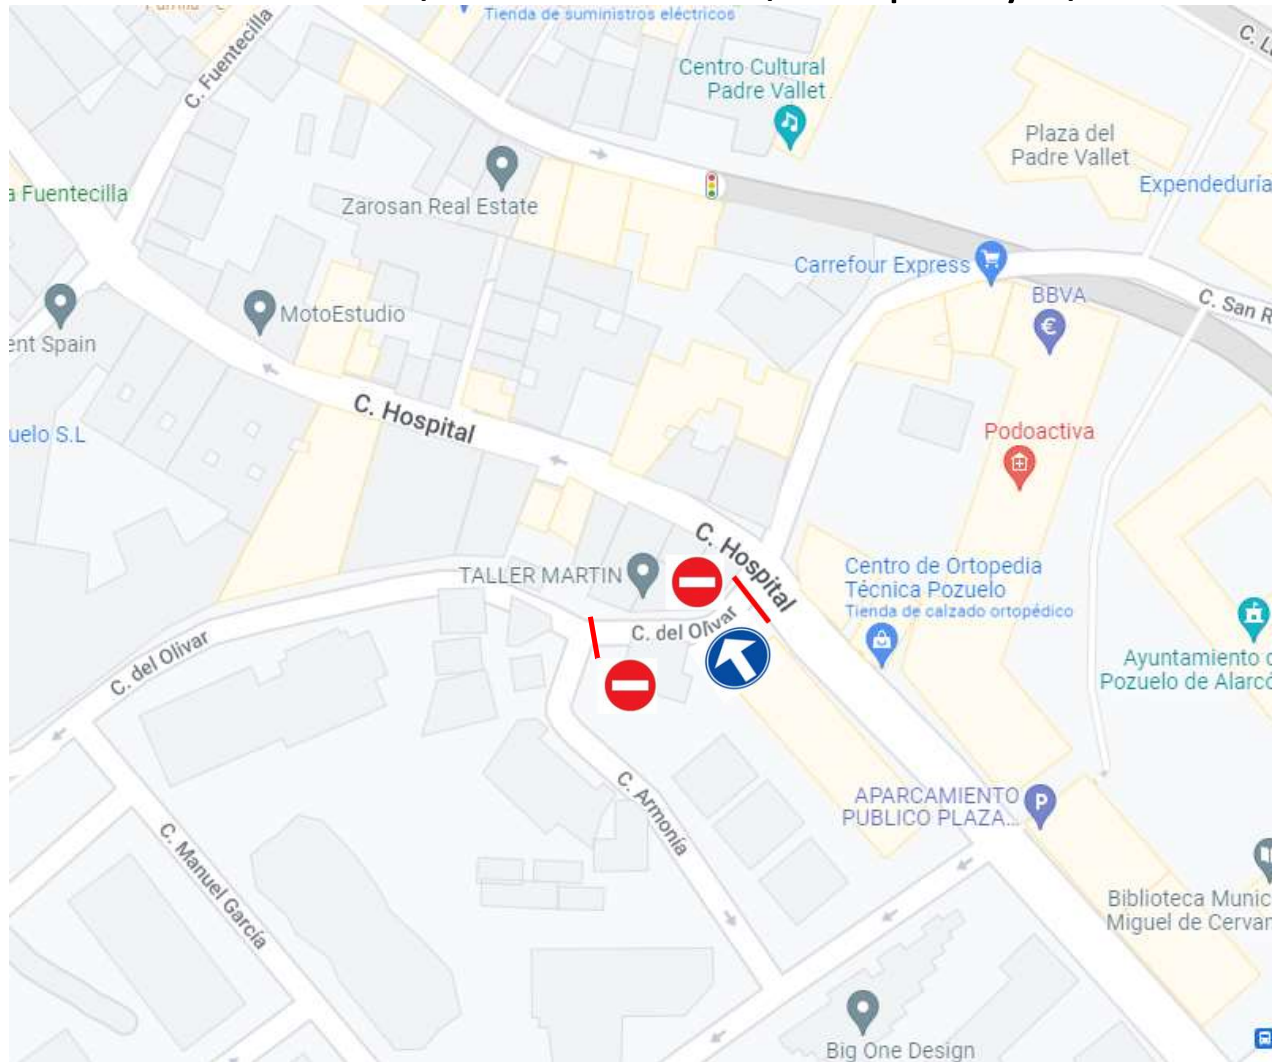 Tienda de suministros eléctricos
C. Fuentecilla
Centro Cultural
Padre Vallet
Plaza del
Padre Vallet
Expendeduría
a Fuentecilla
Zarosan Real Estate
Carrefour Express
BBVA
C. San R
MotoEstudio
ent Spain
C. Hospital
uelo S.L
Podoactiva
C. Hospital
TALLER MARTIN
Centro de Ortopedia
Técnica Pozuelo
Tienda de calzado ortopédico
C. del Olivar
C. del Olivar
Ayuntamiento
Pozuelo de Alarcó
C. Armonía
APARCAMIENTO
PUBLICO PLAZA...
P
C. Manuel García
Biblioteca Munic
Miguel de Cervan
Big One Design